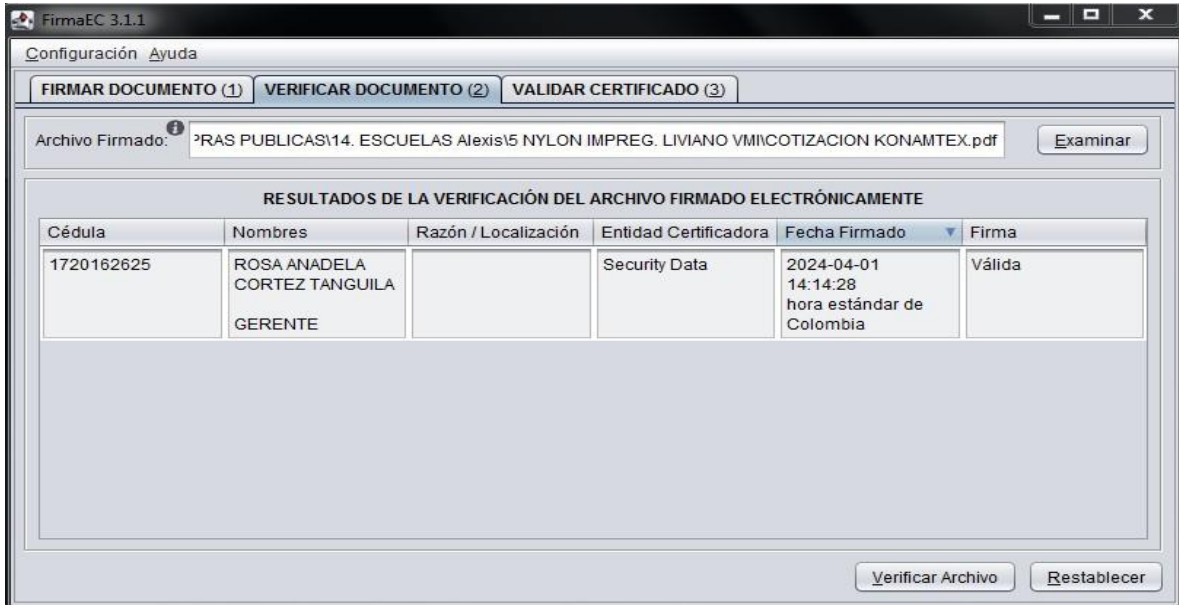 FirmaEC 3.1.1
Configuración Ayuda
FIRMAR DOCUMENTO (1) VERIFICAR DOCUMENTO (2) VALIDAR CERTIFICADO (3)
Archivo Firmado: PRAS PUBLICAS\14. ESCUELAS Alexis\5 NYLON IMPREG. LIVIANO VMI\COTIZACION KONAMTEX.pdf Examinar
RESULTADOS DE LA VERIFICACIÓN DEL ARCHIVO FIRMADO ELECTRÓNICAMENTE
Cédula Nombres Razón / Localización Entidad Certificadora Fecha Firmado Firma
1720162625 ROSA ANADELA Security Data 2024-04-01 Válida
CORTEZ TANGUILA 14:14:28
hora estándar de
GERENTE Colombia
Verificar Archivo Restablecer